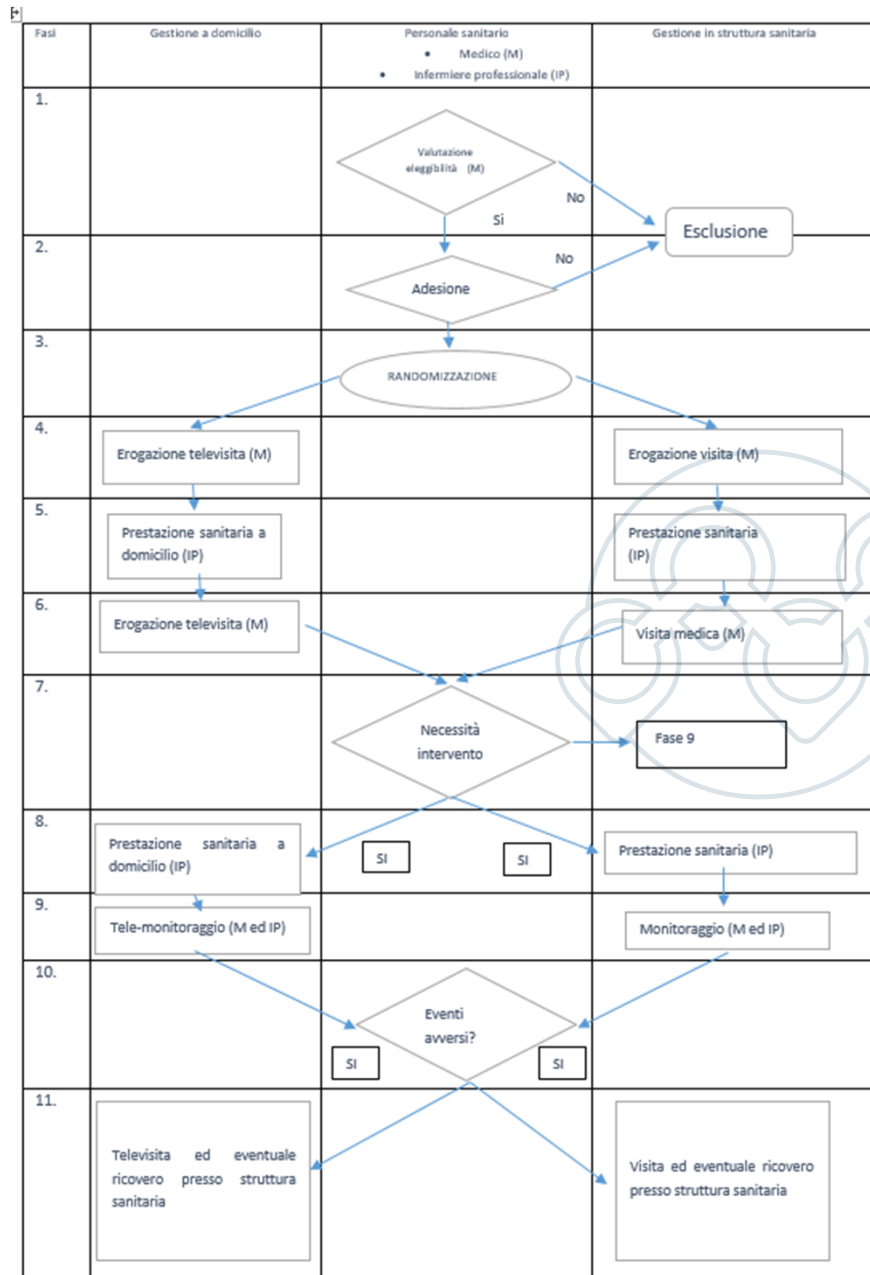 Fasi
Gestione a domicilio
Personale sanitario
• Medico (M)
• Infermiere professionale (IP)
Gestione in struttura sanitaria
1.
Valutazione
eleggibilità (M)
No
Si
Esclusione
2.
No
Adesione
3.
RANDOMIZZAZIONE
4.
Erogazione televisita (M)
Erogazione visita (M)
5.
Prestazione sanitaria a
domicilio (IP)
Prestazione sanitaria
(IP)
6.
Erogazione televisita (M)
Visita medica (M)
7.
Necessità
intervento
Fase 9
8.
Prestazione sanitaria a
domicilio (IP)
SI
SI
Prestazione sanitaria (IP)
9.
Tele-monitoraggio (M ed IP)
Monitoraggio (M ed IP)
10.
Eventi
avversi?
SI
SI
11.
Televisita ed eventuale
ricovero presso struttura
sanitaria
Visita ed eventuale ricovero
presso struttura sanitaria